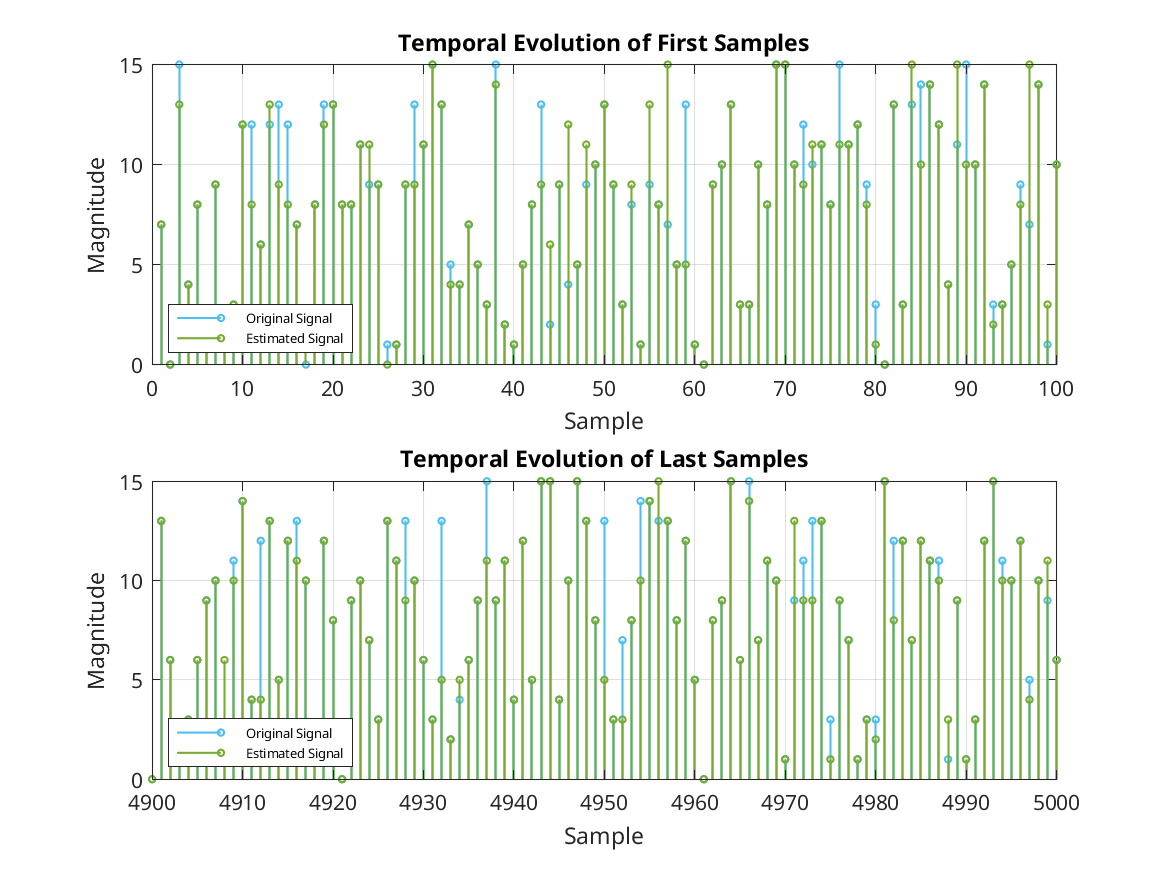 Temporal Evolution of First Samples
15
10
5
0
Magnitude
Original Signal
Estimated Signal
0 10 20 30 40 50 60 70 80 90 100
Sample
Temporal Evolution of Last Samples
15
10
5
0
Magnitude
Original Signal
Estimated Signal
4900 4910 4920 4930 4940 4950 4960 4970 4980 4990 5000
Sample